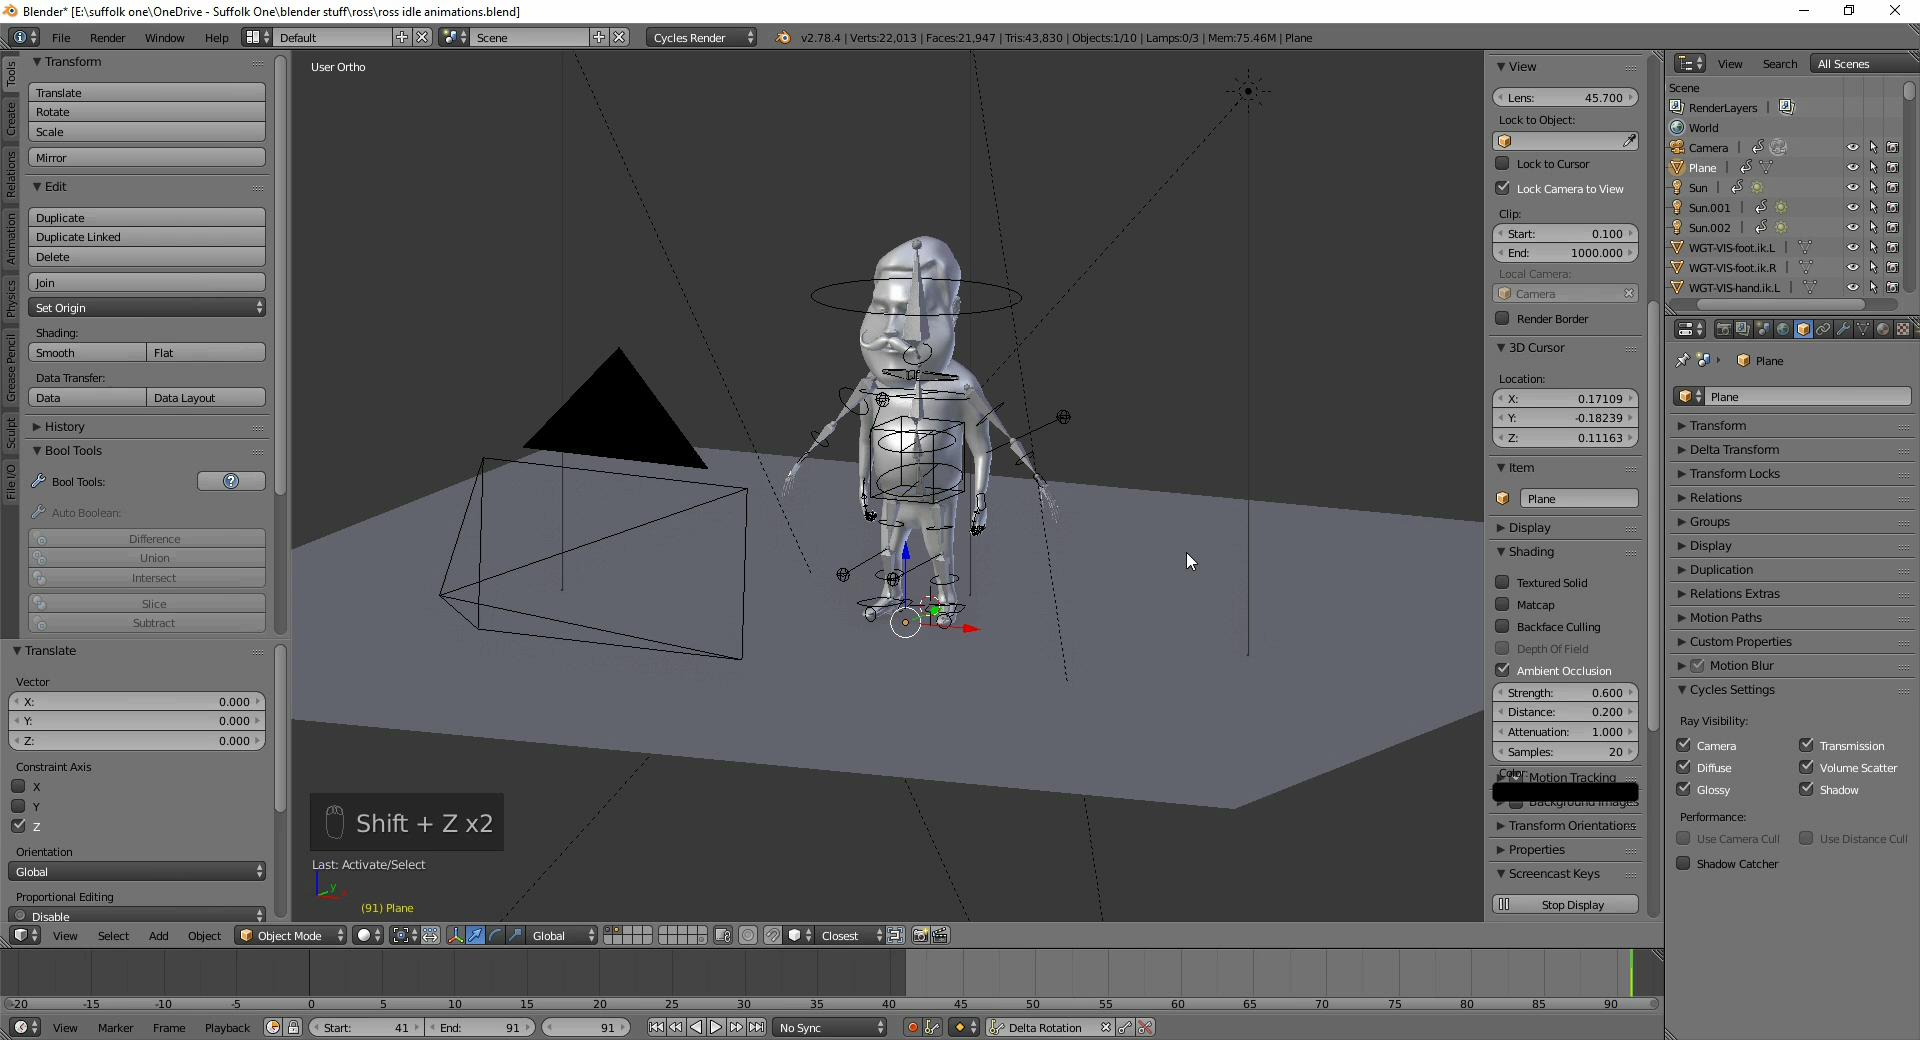 Blender* [E:\suffolk one\OneDrive - Suffolk One\blender stuff\ross\ross idle animations.blend]
File Render Window Help Default Scene Cycles Render v2.78.4 | Verts:22,013 | Faces:21,947 | Tris:43,830 | Objects:1/10 | Lamps:0/3 | Mem:75.46M | Plane
Tools
Create
Relations
Animation
Physics
Grease Pencil
Sculpt
File I/O
Transform
Translate
Rotate
Scale
Mirror
Edit
Duplicate
Duplicate Linked
Delete
Join
Set Origin
Shading:
Smooth Flat
Data Transfer:
Data Data Layout
History
Bool Tools
Bool Tools:
Auto Boolean:
Difference
Union
Intersect
Slice
Subtract
Translate
Vector
X: 0.000
Y: 0.000
Z: 0.000
Constraint Axis
X
Y
Z
Orientation
Global
Proportional Editing
Disable
User Ortho
Shift + Z x2
Last: Activate/Select
y
(91) Plane
View
Lens: 45.700
Lock to Object:
Lock to Cursor
Lock Camera to View
Clip:
Start: 0.100
End: 1000.000
Local Camera:
Camera
Render Border
3D Cursor
Location:
X: 0.17109
Y: -0.18239
Z: 0.11163
Item
Plane
Display
Shading
Textured Solid
Matcap
Backface Culling
Depth Of Field
Ambient Occlusion
Strength: 0.600
Distance: 0.200
Attenuation: 1.000
Samples: 20
Color:
Motion Tracking
Background Images
Transform Orientations
Properties
Screencast Keys
Stop Display
View Search All Scenes
Scene
RenderLayers |
World
Camera |
Plane |
Sun |
Sun.001 |
Sun.002 |
WGT-VIS-foot.ik.L |
WGT-VIS-foot.ik.R |
WGT-VIS-hand.ik.L |
Plane
Plane
Transform
Delta Transform
Transform Locks
Relations
Groups
Display
Duplication
Relations Extras
Motion Paths
Custom Properties
Motion Blur
Cycles Settings
Ray Visibility:
Camera Transmission
Diffuse Volume Scatter
Glossy Shadow
Performance:
Use Camera Cull Use Distance Cull
Shadow Catcher
View Select Add Object Object Mode Global Closest
-20 -15 -10 -5 0 5 10 15 20 25 30 35 40 45 50 55 60 65 70 75 80 85 90
View Marker Frame Playback Start: 41 End: 91 91 No Sync Delta Rotation